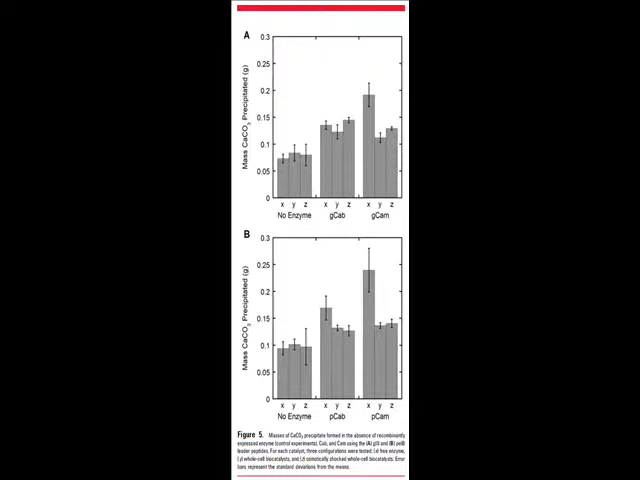 A
0.3
0.25
0.2
0.15
0.1
0.05
0
Mass CaCO3 Precipitated (g)
x y z x y z x y z
No Enzyme gCab gCam
B
0.3
0.25
0.2
0.15
0.1
0.05
0
Mass CaCO3 Precipitated (g)
x y z x y z x y z
No Enzyme pCab pCam
Figure 5. Masses of CaCO3 precipitate formed in the absence of recombinantly
expressed enzyme (control experiments), Cab, and Cam using the (A) gIII and (B) pelB
leader peptides. For each catalyst, three configurations were tested: (x) free enzyme,
(y) whole-cell biocatalysts, and (z) osmotically shocked whole-cell biocatalysts. Error
bars represent the standard deviations from the means.